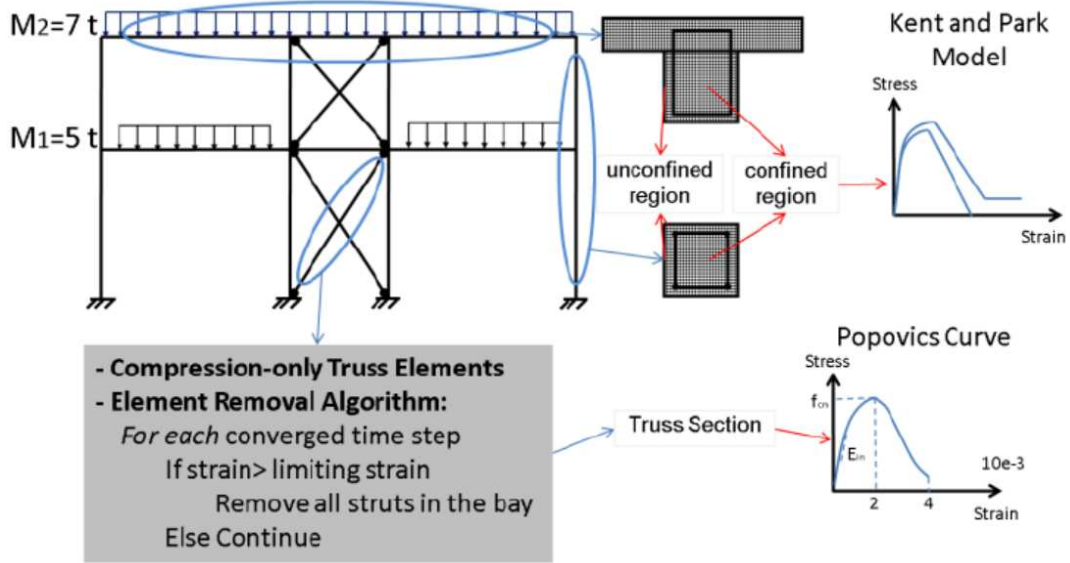 M2=7 t
M1=5 t
Kent and Park
Model
Stress
Strain
unconfined
region
confined
region
- Compression-only Truss Elements
- Element Removal Algorithm:
For each converged time step
If strain> limiting strain
Remove all struts in the bay
Else Continue
Truss Section
Popovics Curve
Stress
fcn
Ein
10e-3
2
4
Strain